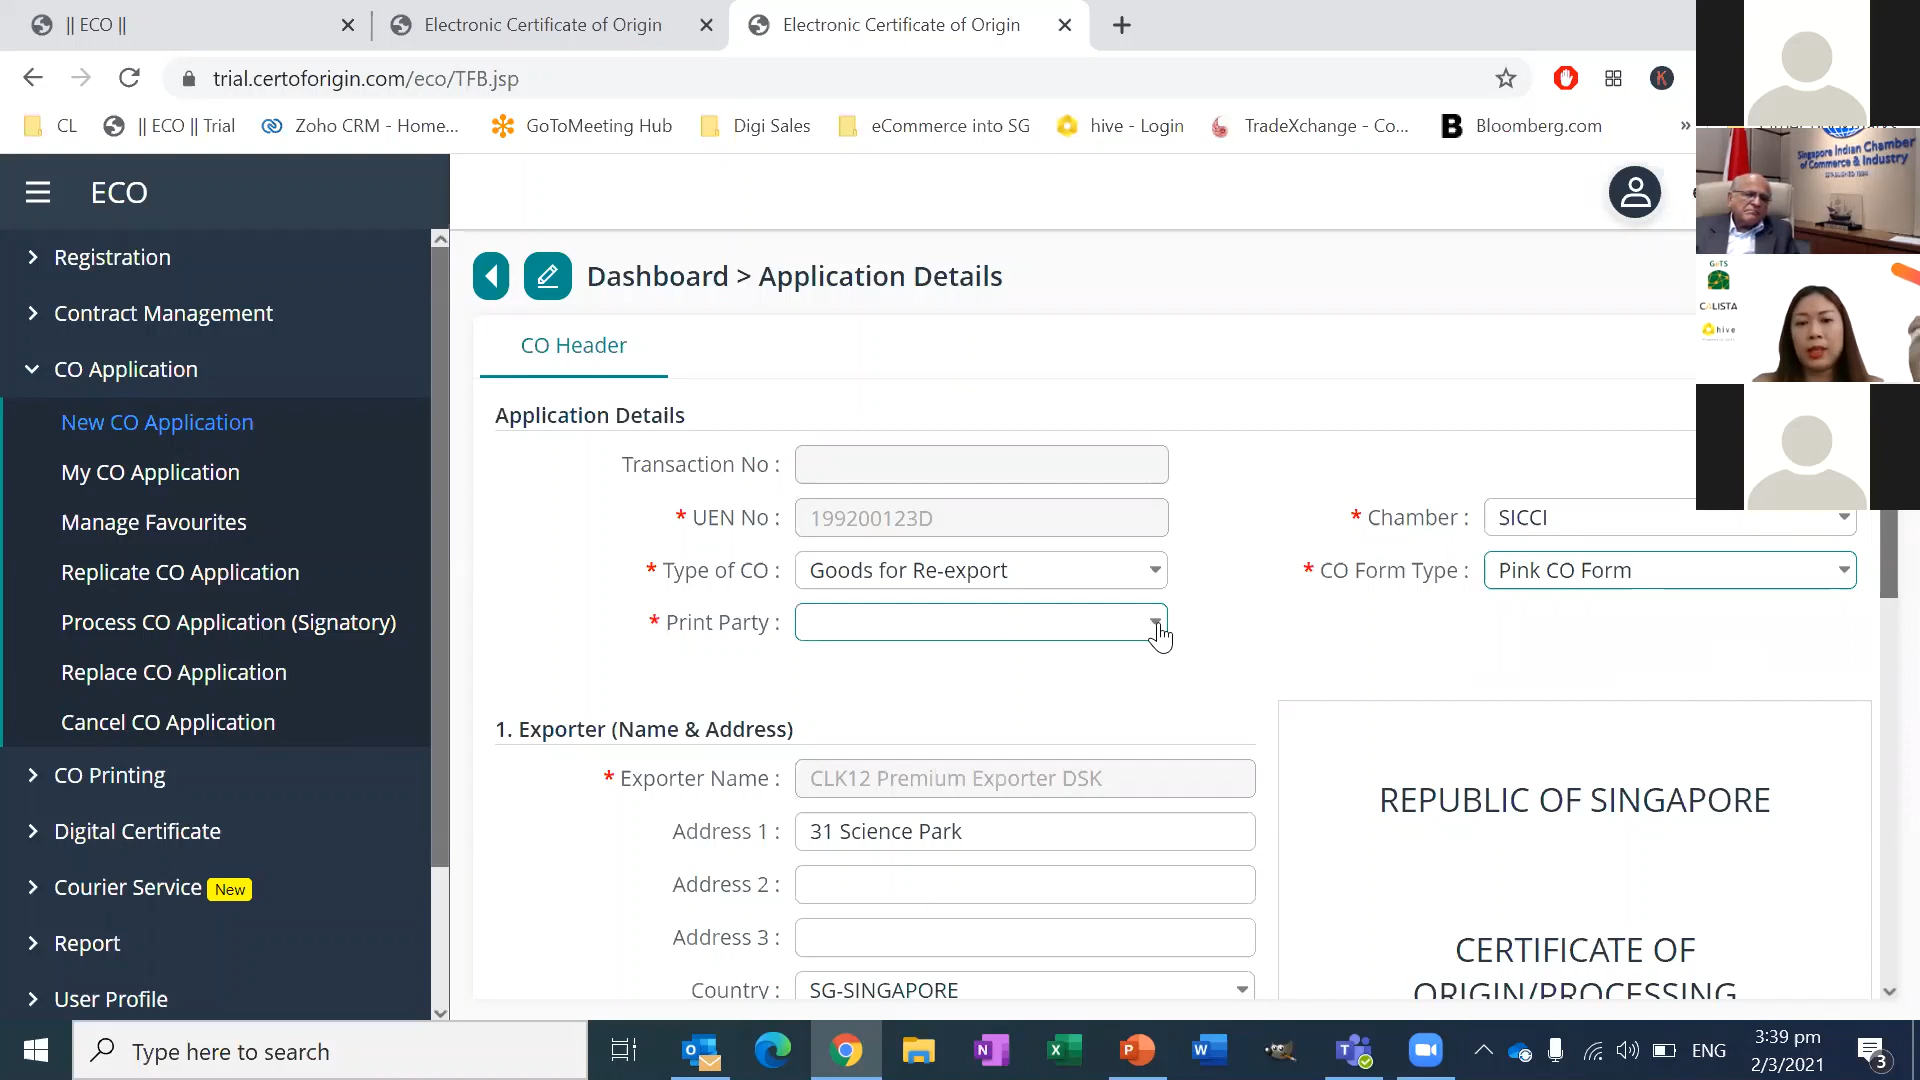 || ECO ||
Electronic Certificate of Origin
Electronic Certificate of Origin
trial.certoforigin.com/eco/TFB.jsp
K
CL
|| ECO || Trial
Zoho CRM - Home...
GoToMeeting Hub
Digi Sales
eCommerce into SG
hive - Login
TradeXchange - Co...
B Bloomberg.com
»
Singapore Indian Chamber
of Commerce & Industry
GeTS
CALISTA
hive
ECO
Registration
Contract Management
CO Application
New CO Application
My CO Application
Manage Favourites
Replicate CO Application
Process CO Application (Signatory)
Replace CO Application
Cancel CO Application
CO Printing
Digital Certificate
Courier Service New
Report
User Profile
Dashboard > Application Details
CO Header
Application Details
Transaction No :
* UEN No : 199200123D
* Chamber : SICCI
* Type of CO : Goods for Re-export
* CO Form Type : Pink CO Form
* Print Party :
1. Exporter (Name & Address)
* Exporter Name : CLK12 Premium Exporter DSK
Address 1 : 31 Science Park
Address 2 :
Address 3 :
Country : SG-SINGAPORE
REPUBLIC OF SINGAPORE
CERTIFICATE OF
ORIGIN/PROCESSING
Type here to search
ENG
3:39 pm
2/3/2021
3